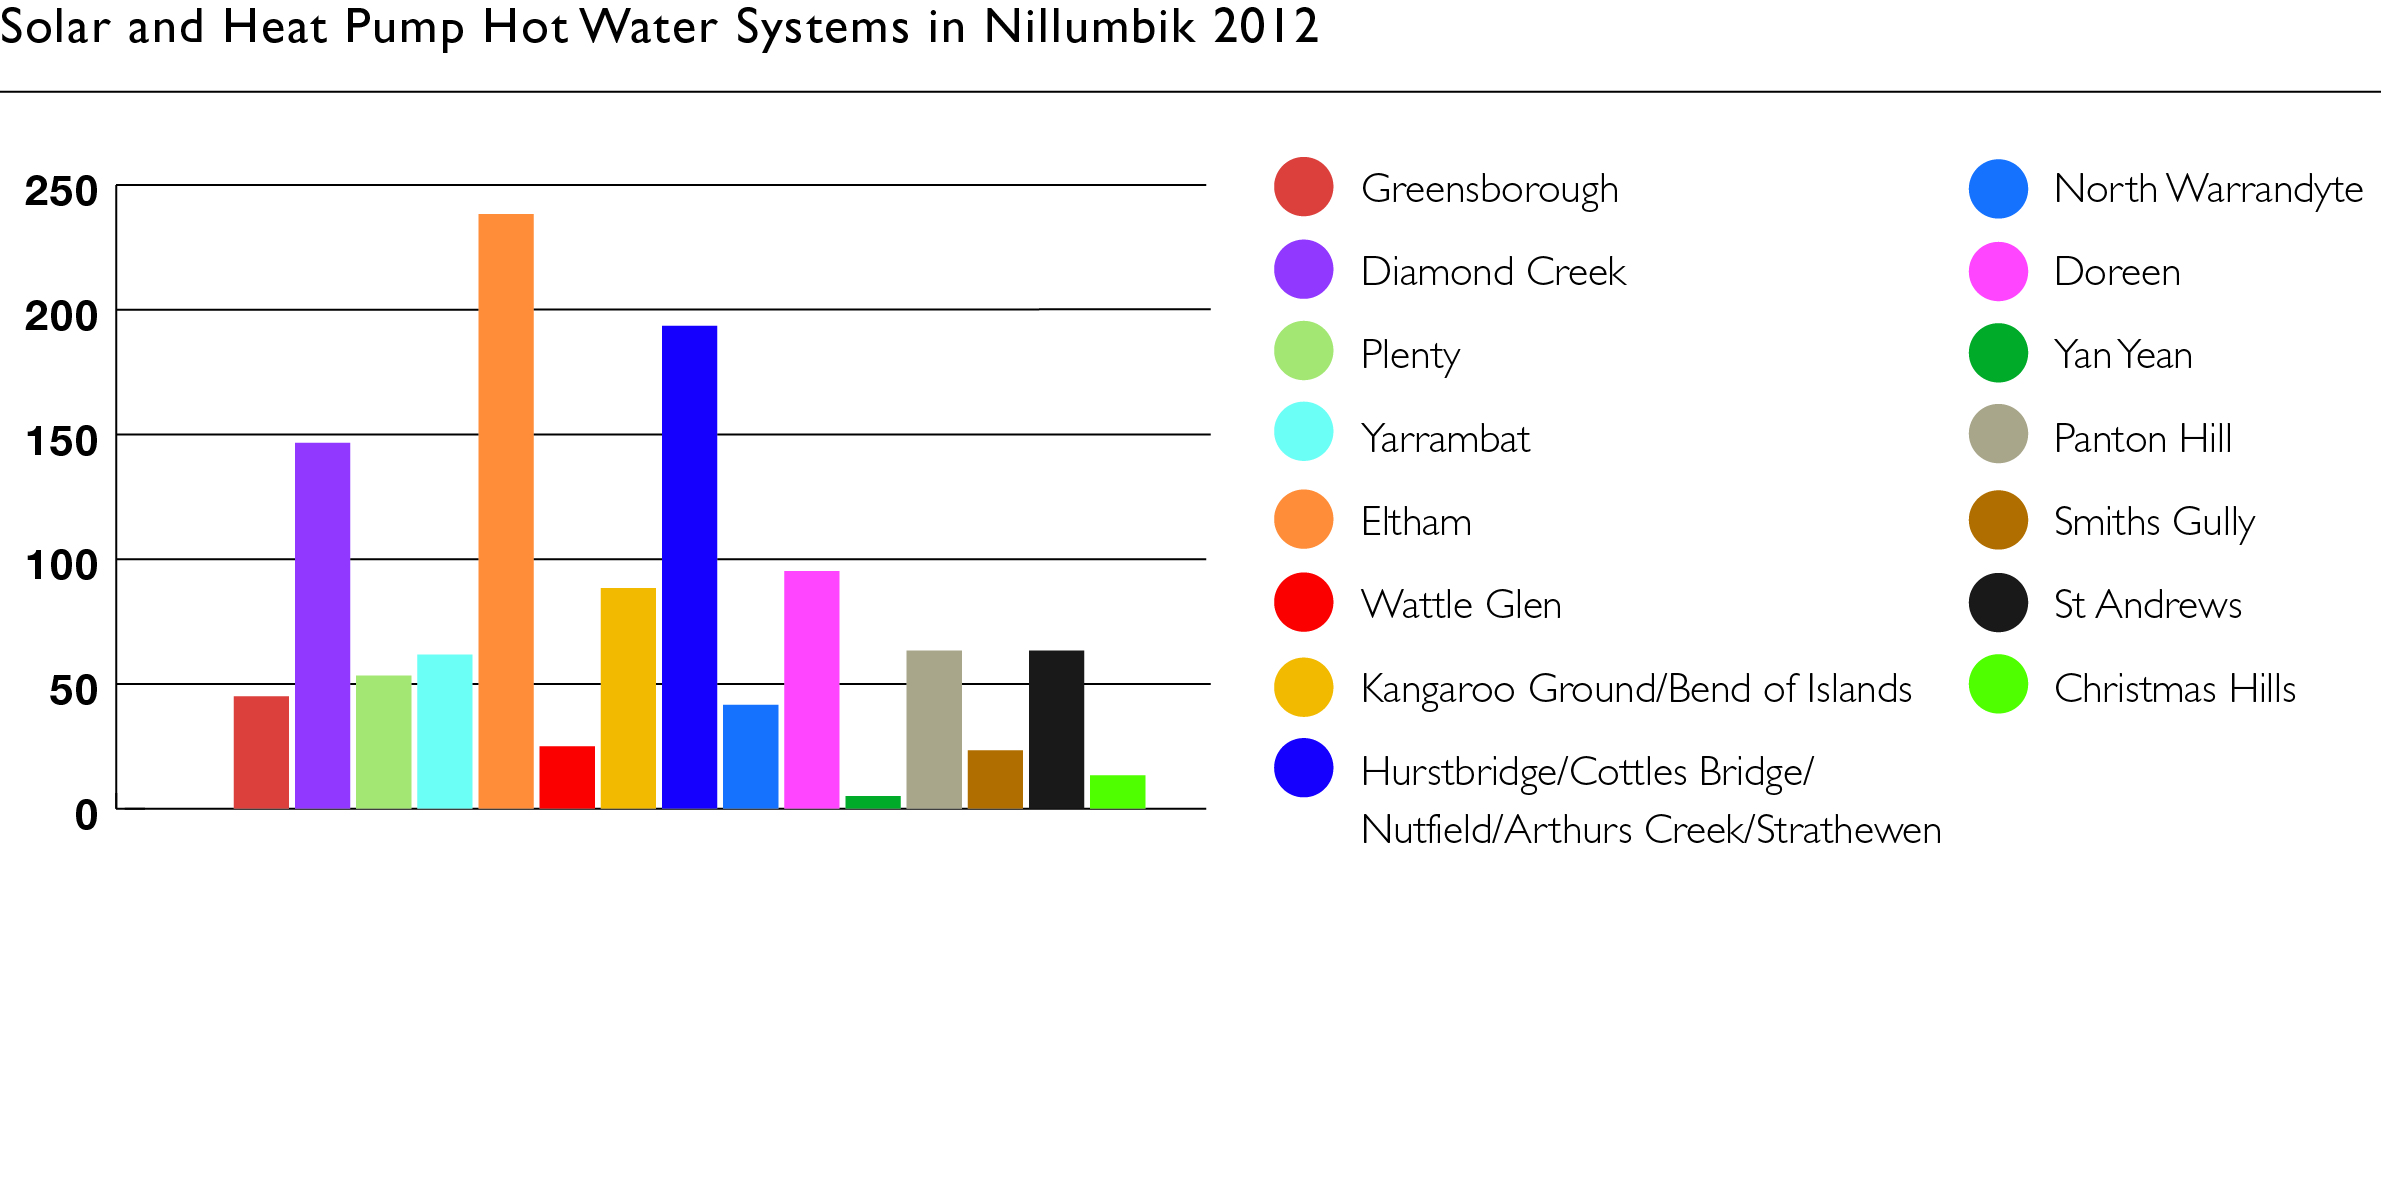 Solar and Heat Pump Hot Water Systems in Nillumbik 2012
250
200
150
100
50
0
Greensborough
Diamond Creek
Plenty
Yarrambat
Eltham
Wattle Glen
Kangaroo Ground/Bend of Islands
Hurstbridge/Cottles Bridge/
Nutfield/Arthurs Creek/Strathewen
North Warrandyte
Doreen
Yan Yean
Panton Hill
Smiths Gully
St Andrews
Christmas Hills